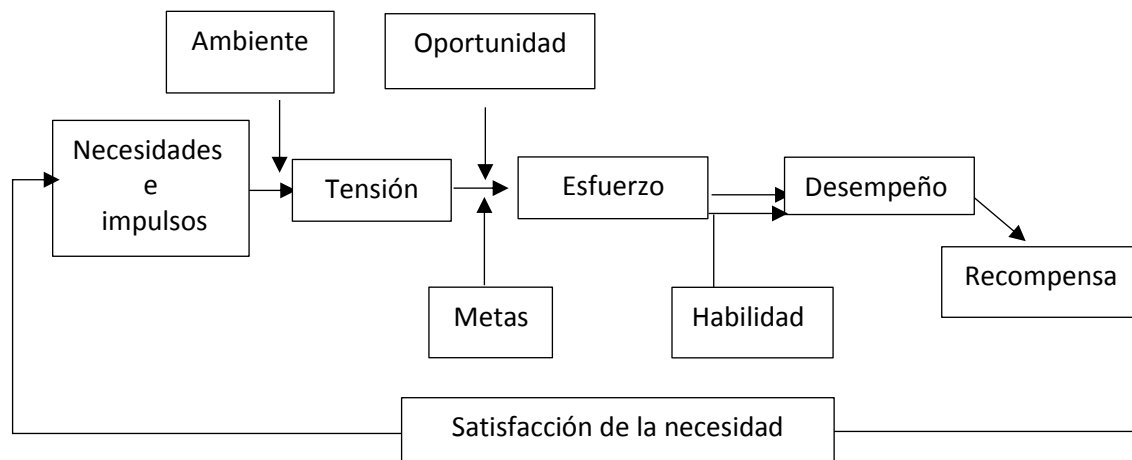 Ambiente
Oportunidad
Necesidades
e
impulsos
Tensión
Esfuerzo
Desempeño
Recompensa
Metas
Habilidad
Satisfacción de la necesidad